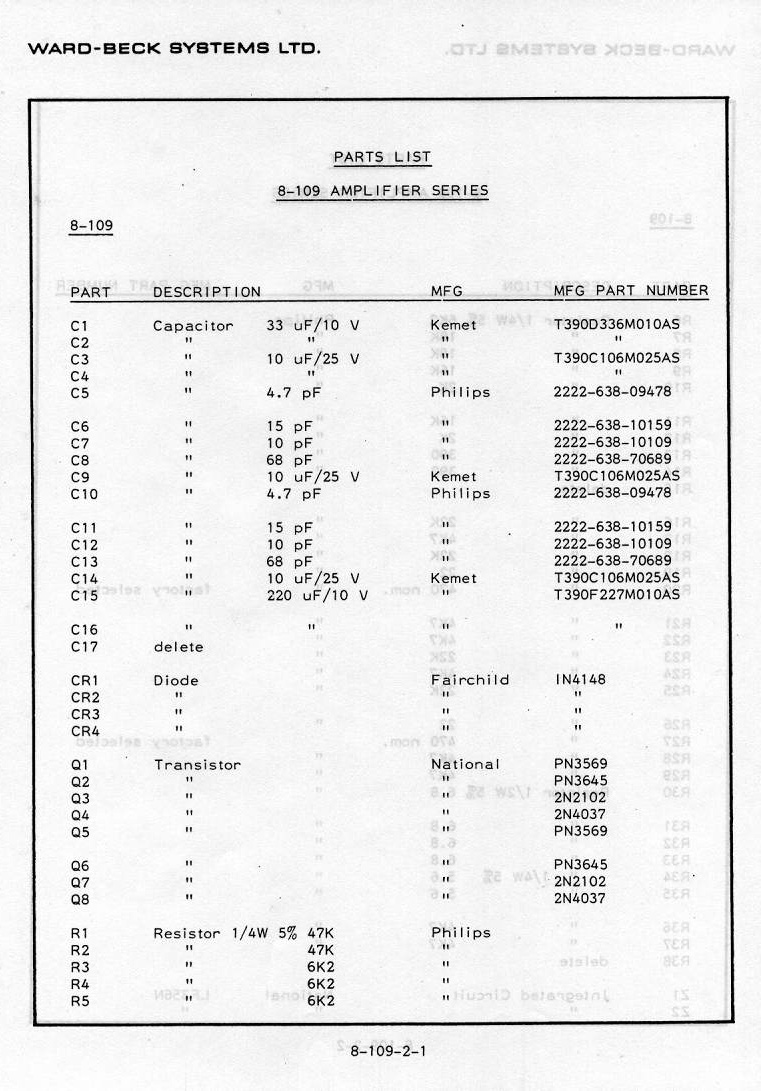 WARD-BECK SYSTEMS LTD.
PARTS LIST
8-109 AMPLIFIER SERIES
8-109
PART DESCRIPTION MFG MFG PART NUMBER
C1 Capacitor 33 uF/10 V Kemet T390D336M010AS
C2 " " " "
C3 " 10 uF/25 V " T390C106M025AS
C4 " " " "
C5 " 4.7 pF Philips 2222-638-09478
C6 " 15 pF " 2222-638-10159
C7 " 10 pF " 2222-638-10109
C8 " 68 pF " 2222-638-70689
C9 " 10 uF/25 V Kemet T390C106M025AS
C10 " 4.7 pF Philips 2222-638-09478
C11 " 15 pF " 2222-638-10159
C12 " 10 pF " 2222-638-10109
C13 " 68 pF " 2222-638-70689
C14 " 10 uF/25 V Kemet T390C106M025AS
C15 " 220 uF/10 V " T390F227M010AS
C16 " " " "
C17 delete
CR1 Diode Fairchild IN4148
CR2 " " "
CR3 " " "
CR4 " " "
Q1 Transistor National PN3569
Q2 " " PN3645
Q3 " " 2N2102
Q4 " " 2N4037
Q5 " " PN3569
Q6 " " PN3645
Q7 " " 2N2102
Q8 " " 2N4037
R1 Resistor 1/4W 5% 47K Philips
R2 " 47K "
R3 " 6K2 "
R4 " 6K2 "
R5 " 6K2 "
8-109-2-1